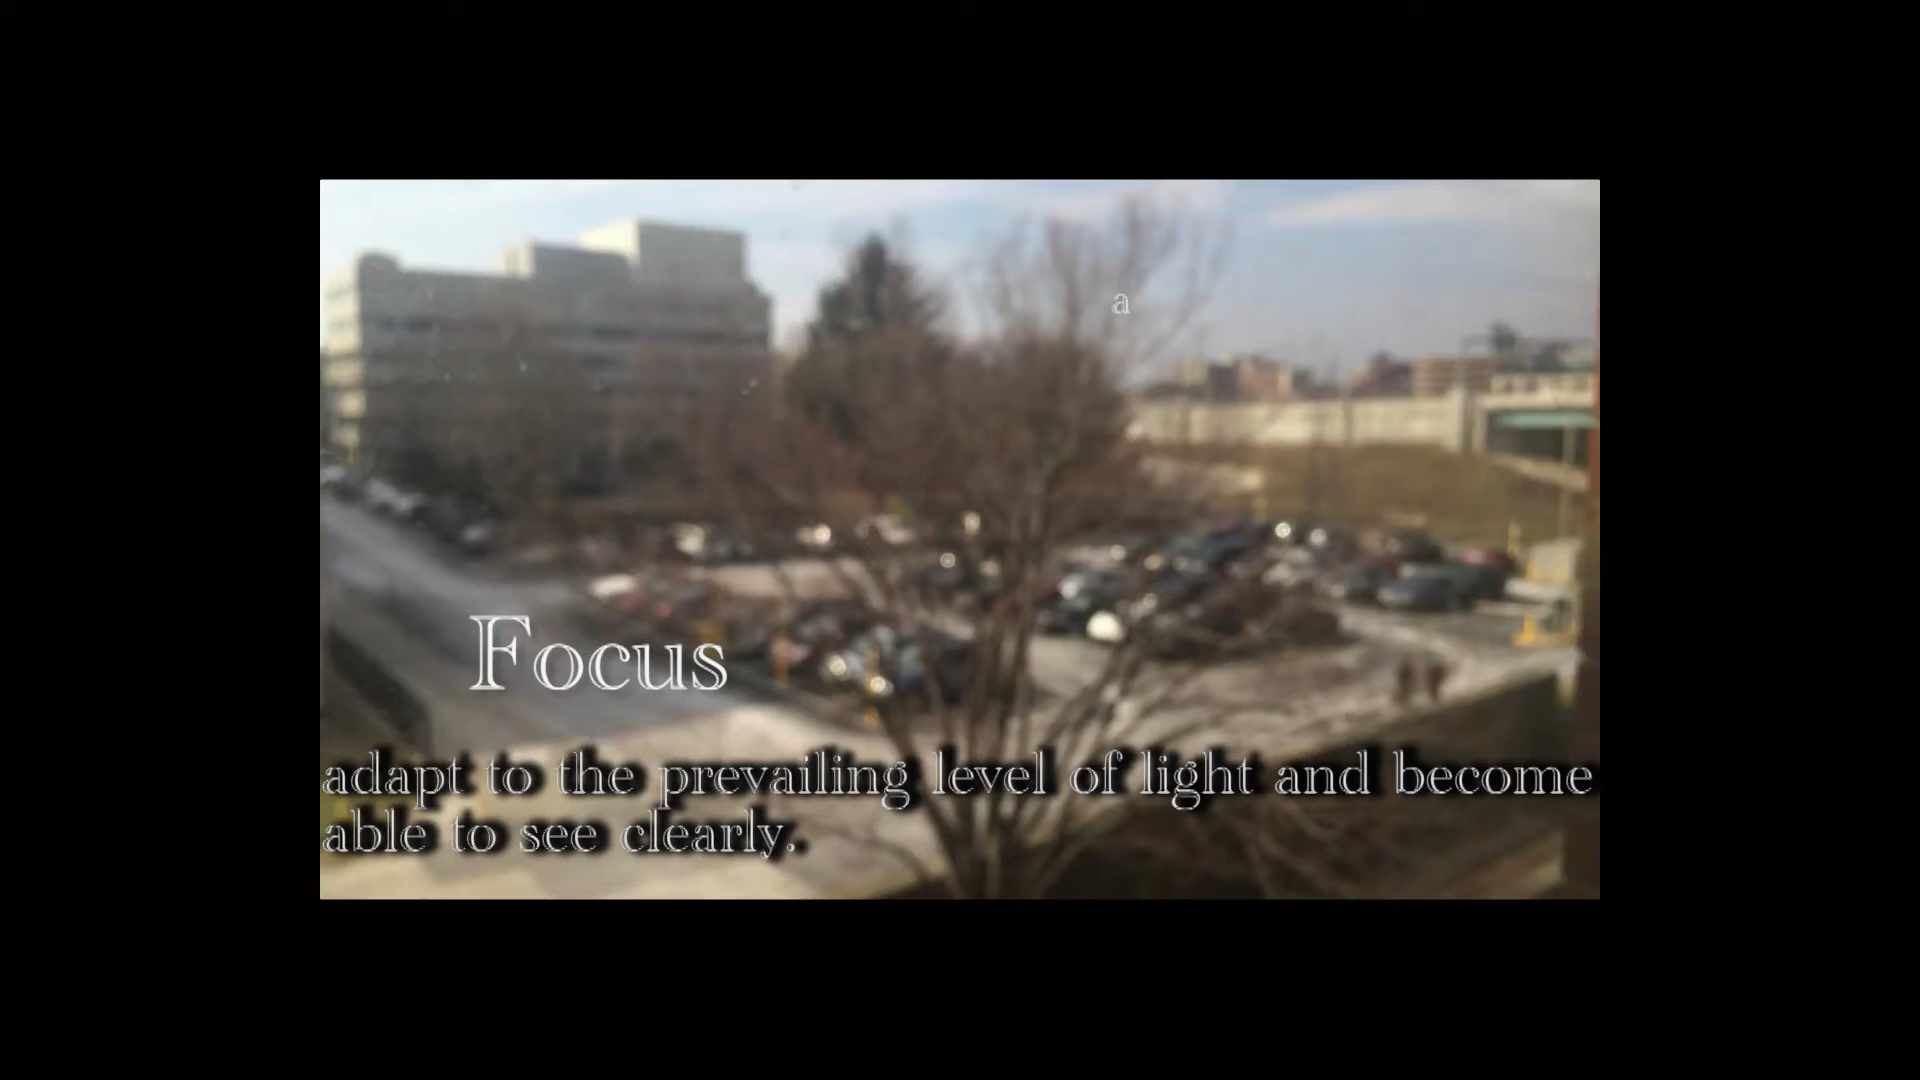 a
Focus
adapt to the prevailing level of light and become
able to see clearly.